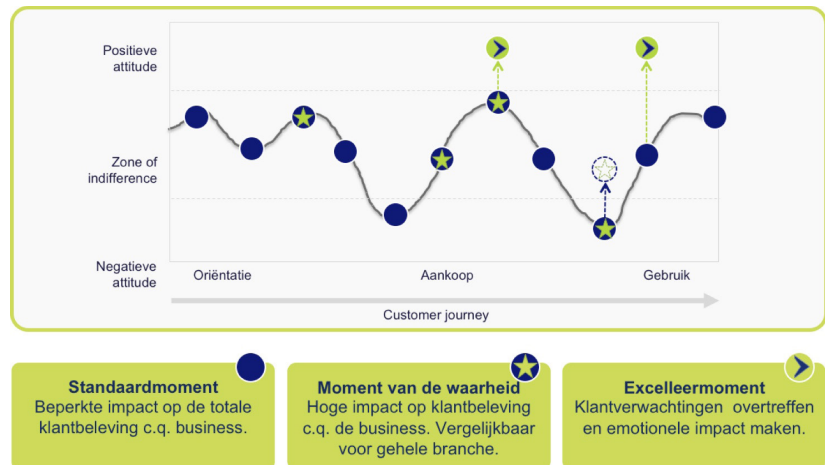 Positieve
attitude
Zone of
indifference
Negatieve
attitude
Oriëntatie
Aankoop
Gebruik
Customer journey
Standaardmoment
Beperkte impact op de totale
klantbeleving c.q. business.
Moment van de waarheid
Hoge impact op klantbeleving
c.q. de business. Vergelijkbaar
voor gehele branche.
Excelleermoment
Klantverwachtingen overtreffen
en emotionele impact maken.